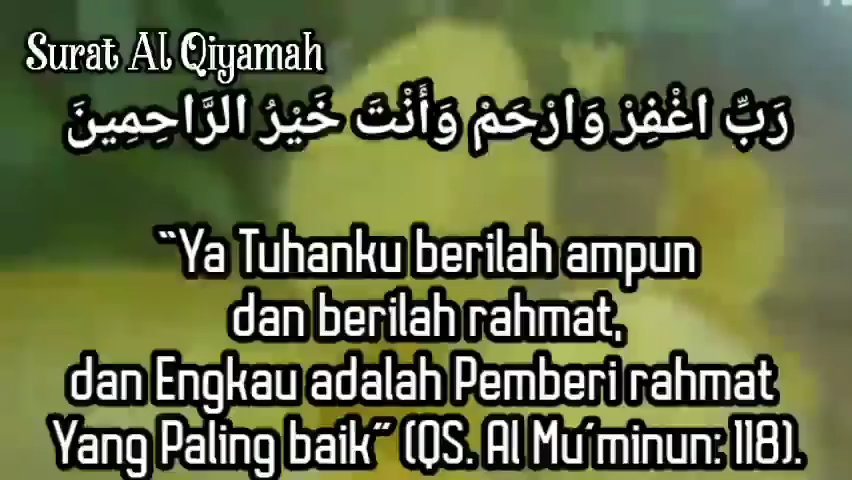 Surat Al Qiyamah
رَبِّ اغْفِرْ وَارْحَمْ وَأَنْتَ خَيْرُ الرَّاحِمِينَ
“Ya Tuhanku berilah ampun
dan berilah rahmat,
dan Engkau adalah Pemberi rahmat
Yang Paling baik” (QS. Al Mu’minun: 118).